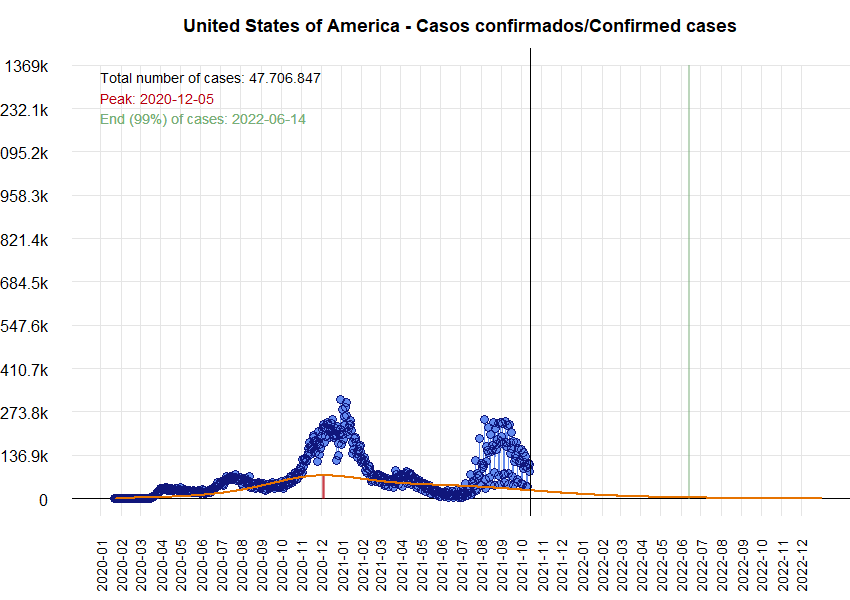 United States of America - Casos confirmados/Confirmed cases
1369k
Total number of cases: 47.706.847
Peak: 2020-12-05
232.1k
End (99%) of cases: 2022-06-14
095.2k
958.3k
821.4k
684.5k
547.6k
410.7k
273.8k
136.9k
0
2020-01
2020-02
2020-03
2020-04
2020-05
2020-06
2020-07
2020-08
2020-09
2020-10
2020-11
2020-12
2021-01
2021-02
2021-03
2021-04
2021-05
2021-06
2021-07
2021-08
2021-09
2021-10
2021-11
2021-12
2022-01
2022-02
2022-03
2022-04
2022-05
2022-06
2022-07
2022-08
2022-09
2022-10
2022-11
2022-12